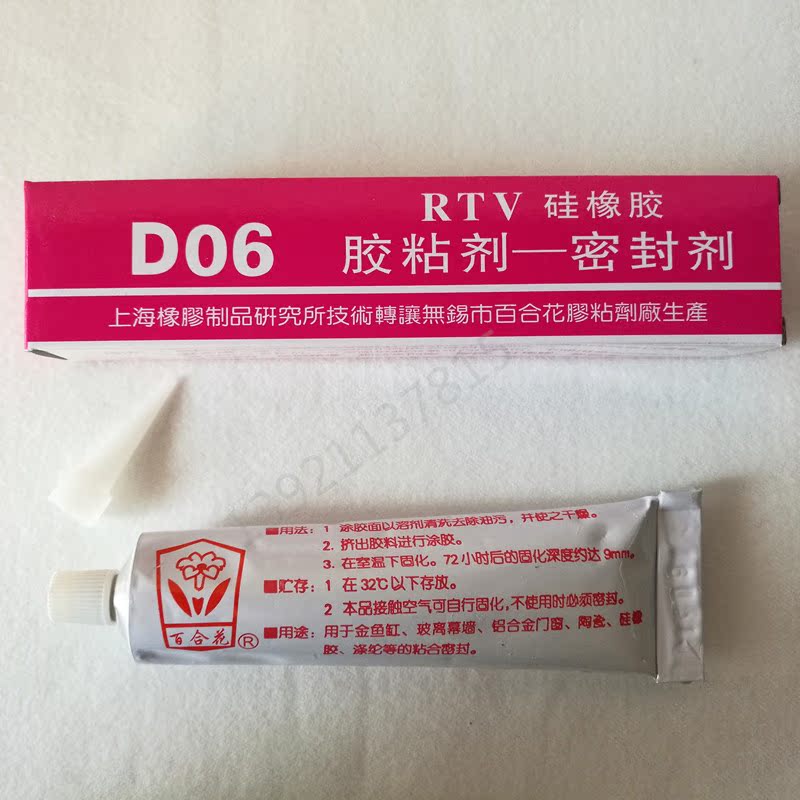 RTV 硅橡胶
D06 胶粘剂—密封剂
上海橡膠制品研究所技術轉讓無錫市百合花膠粘劑廠生產
■用法：1 涂胶面以溶剂清洗去除油污，并使之干燥。
2. 挤出胶料进行涂胶。
3. 在室温下固化。72小时后的固化深度约达9mm。
■贮存：1 在32℃以下存放。
2 本品接触空气可自行固化,不使用时必须密封。
■用途：用于金鱼缸、玻离幕墙、铝合金门窗、陶瓷、硅橡
胶、涤纶等的粘合密封。
百合花®